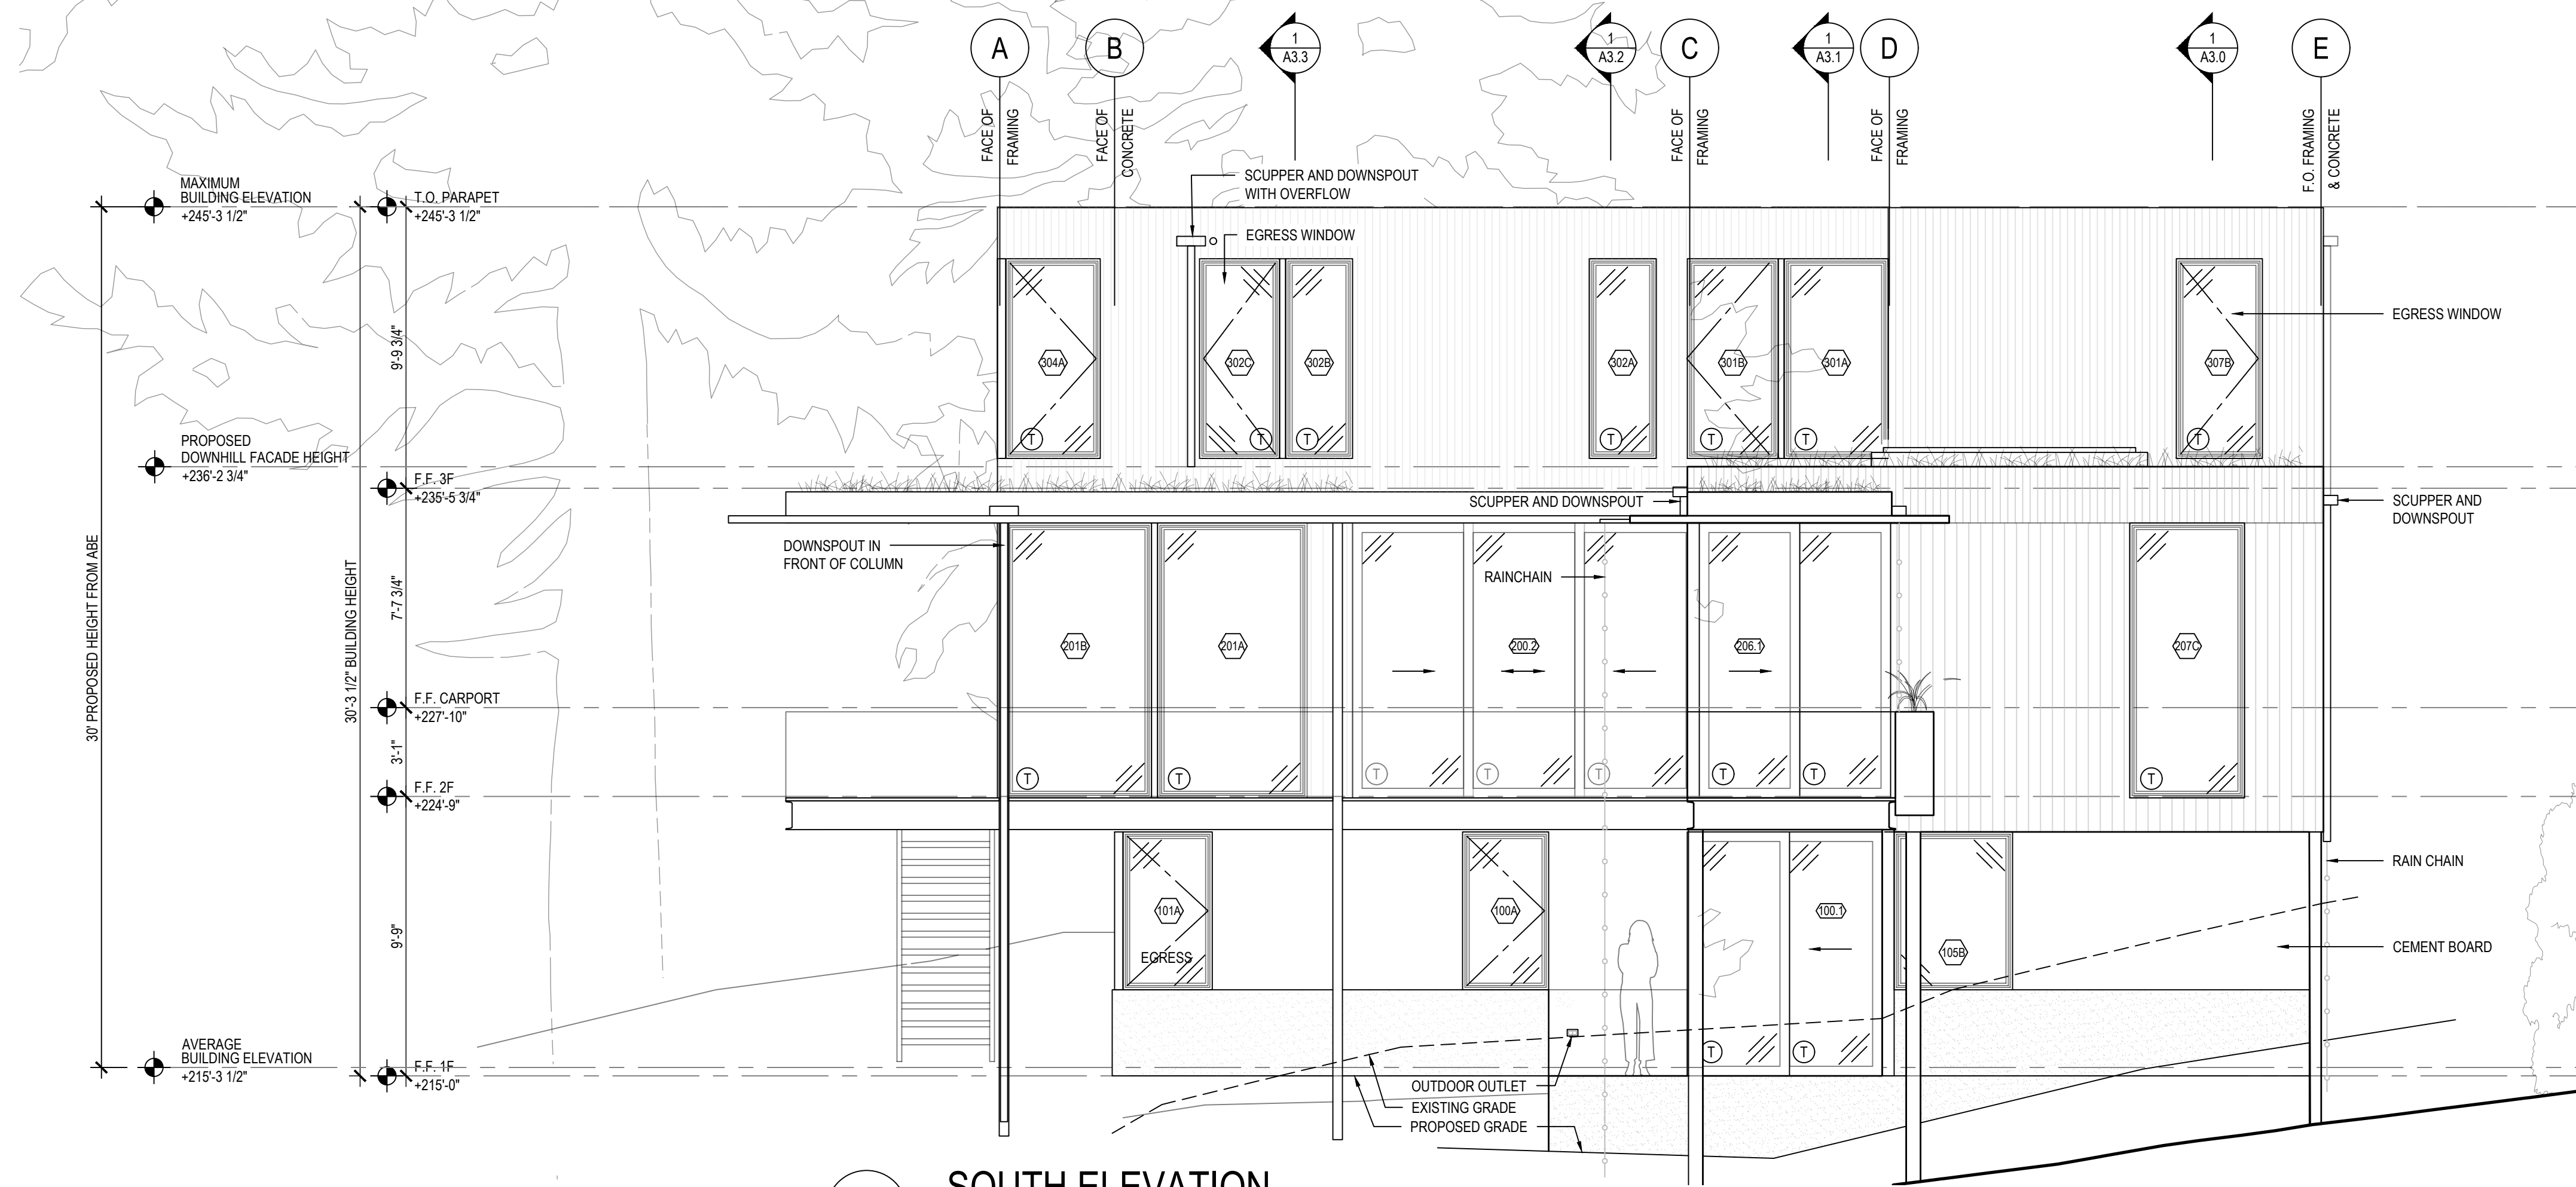 A
B
1
A3.3
1
A3.2
C
1
A3.1
D
1
A3.0
E
FACE OF
FRAMING
FACE OF
CONCRETE
FACE OF
FRAMING
FACE OF
FRAMING
F.O. FRAMING
& CONCRETE
MAXIMUM
BUILDING ELEVATION
+245'-3 1/2"
T.O. PARAPET
+245'-3 1/2"
SCUPPER AND DOWNSPOUT
WITH OVERFLOW
EGRESS WINDOW
EGRESS WINDOW
9'-9 3/4"
304A
302C
302B
302A
301B
301A
307B
T
T
T
T
T
T
T
PROPOSED
DOWNHILL FACADE HEIGHT
+236'-2 3/4"
F.F. 3F
+235'-5 3/4"
SCUPPER AND DOWNSPOUT
SCUPPER AND
DOWNSPOUT
DOWNSPOUT IN
FRONT OF COLUMN
RAINCHAIN
30' PROPOSED HEIGHT FROM ABE
30'-3 1/2" BUILDING HEIGHT
7'-7 3/4"
201B
201A
200.2
206.1
207C
F.F. CARPORT
+227'-10"
3'-1"
T
T
T
T
T
T
T
T
F.F. 2F
+224'-9"
RAIN CHAIN
9'-9"
101A
EGRESS
100A
100.1
105B
CEMENT BOARD
AVERAGE
BUILDING ELEVATION
+215'-3 1/2"
F.F. 1F
+215'-0"
T
T
OUTDOOR OUTLET
EXISTING GRADE
PROPOSED GRADE
SOUTH ELEVATION